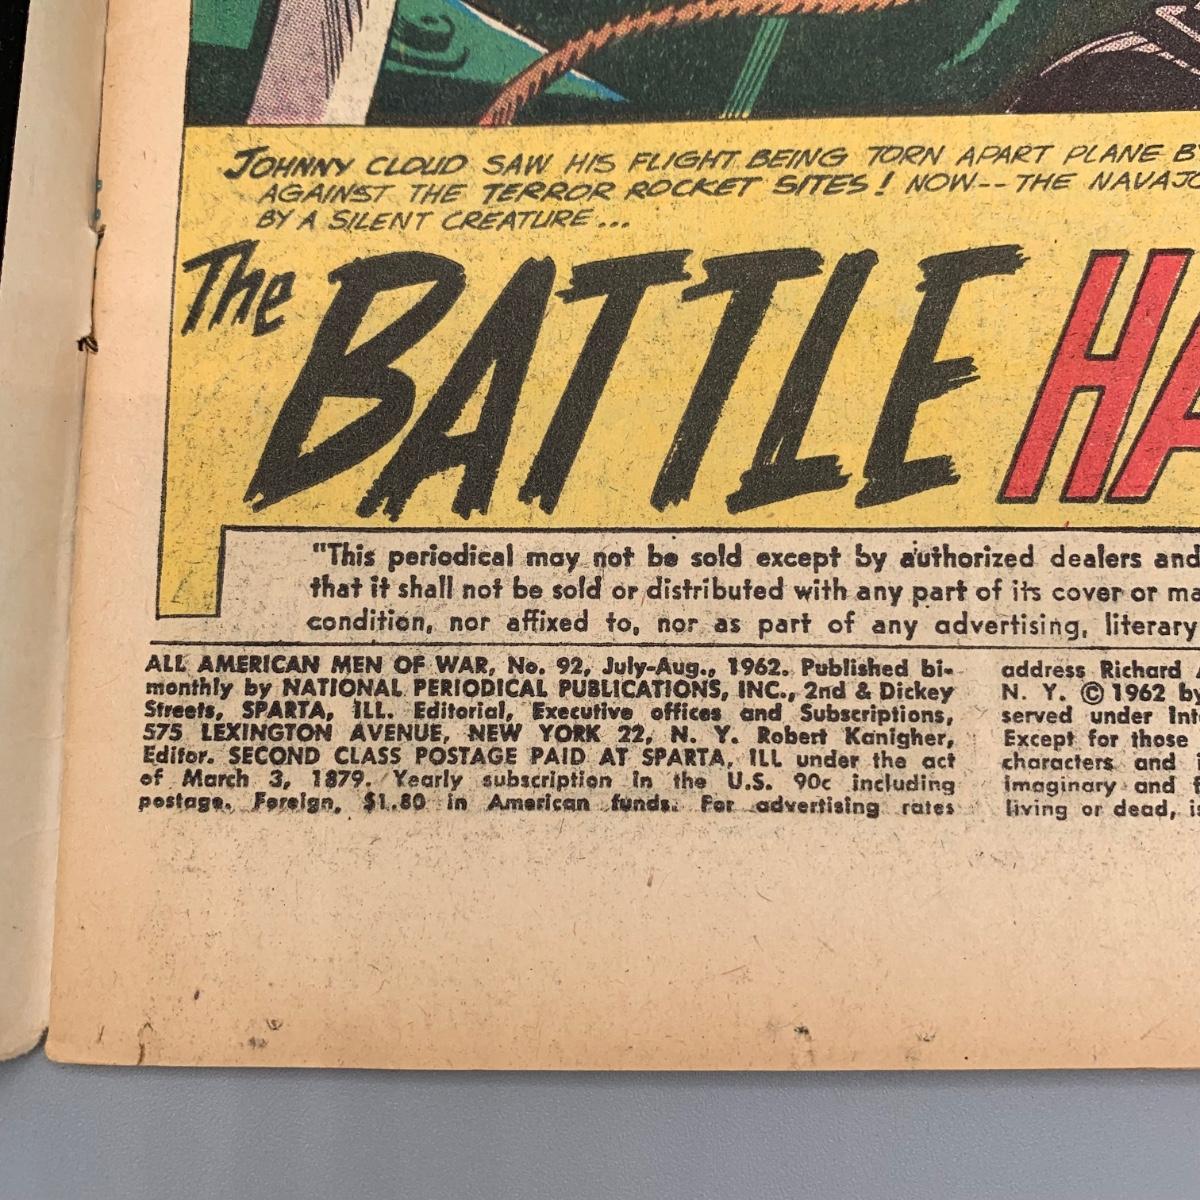 JOHNNY CLOUD SAW HIS FLIGHT BEING TORN APART PLANE
AGAINST THE TERROR ROCKET SITES! NOW-- THE
BY A SILENT CREATURE...
The BATTLE
"This periodical may not be sold except by authorized dealers and
that it shall not be sold or distributed with any part of its cover or
condition, nor affixed to, nor as part of any advertising, literary
ALL AMERICAN MEN OF WAR, No. 92, July-Aug., 1962. Published bi-
monthly by NATIONAL PERIODICAL PUBLICATIONS, INC., 2nd & Dickey
Streets, SPARTA, ILL. Editorial, Executive offices and Subscriptions,
575 LEXINGTON AVENUE, NEW YORK 22, N. Y. Robert Kanigher,
Editor. SECOND CLASS POSTAGE PAID AT SPARTA, ILL under the act
of March 3, 1879. Yearly subscription in the U.S. 90c including
postage. Foreign, $1.80 in American funds. For advertising rates
address Richard
N. Y. © 1962 by
served under
Except for those
characters and
imaginary and
living or dead,